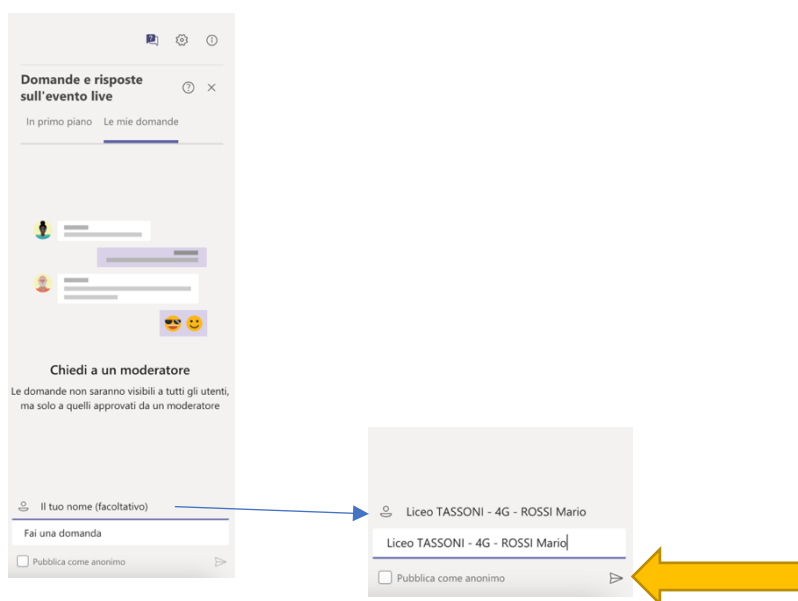 Domande e risposte
sull'evento live
In primo piano Le mie domande
Chiedi a un moderatore
Le domande non saranno visibili a tutti gli utenti,
ma solo a quelli approvati da un moderatore
Il tuo nome (facoltativo)
Fai una domanda
Pubblica come anonimo
Liceo TASSONI - 4G - ROSSI Mario
Liceo TASSONI - 4G - ROSSI Mario
Pubblica come anonimo